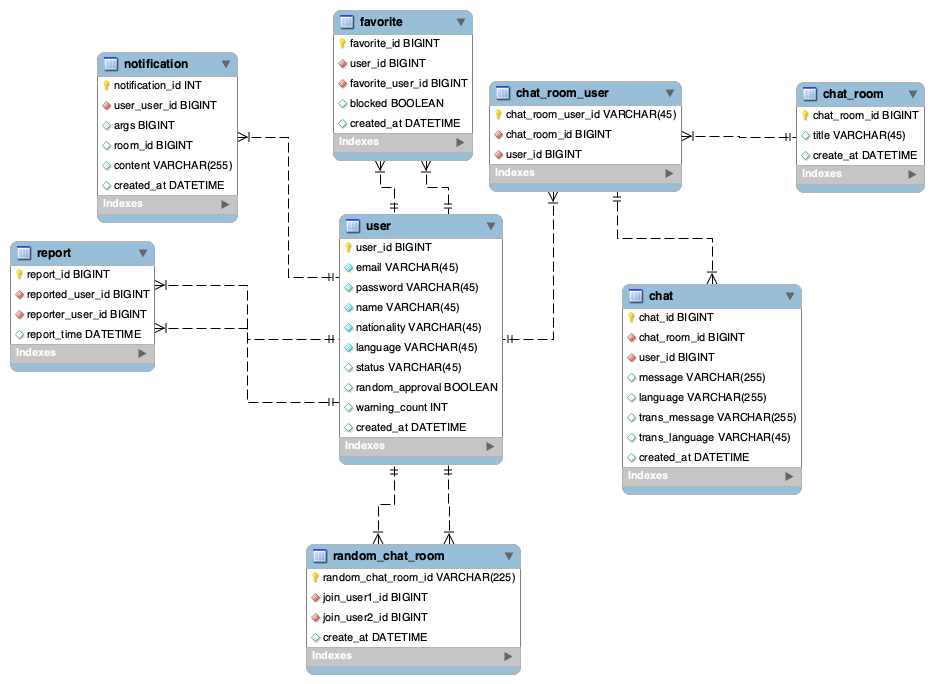 favorite
favorite_id BIGINT
user_id BIGINT
favorite_user_id BIGINT
blocked BOOLEAN
created_at DATETIME
Indexes
notification
notification_id INT
user_user_id BIGINT
args BIGINT
room_id BIGINT
content VARCHAR(255)
created_at DATETIME
Indexes
chat_room_user
chat_room_user_id VARCHAR(45)
chat_room_id BIGINT
user_id BIGINT
Indexes
chat_room
chat_room_id BIGINT
title VARCHAR(45)
create_at DATETIME
Indexes
report
report_id BIGINT
reported_user_id BIGINT
reporter_user_id BIGINT
report_time DATETIME
Indexes
user
user_id BIGINT
email VARCHAR(45)
password VARCHAR(45)
name VARCHAR(45)
nationality VARCHAR(45)
language VARCHAR(45)
status VARCHAR(45)
random_approval BOOLEAN
warning_count INT
created_at DATETIME
Indexes
chat
chat_id BIGINT
chat_room_id BIGINT
user_id BIGINT
message VARCHAR(255)
language VARCHAR(255)
trans_message VARCHAR(255)
trans_language VARCHAR(45)
created_at DATETIME
Indexes
random_chat_room
random_chat_room_id VARCHAR(225)
join_user1_id BIGINT
join_user2_id BIGINT
create_at DATETIME
Indexes